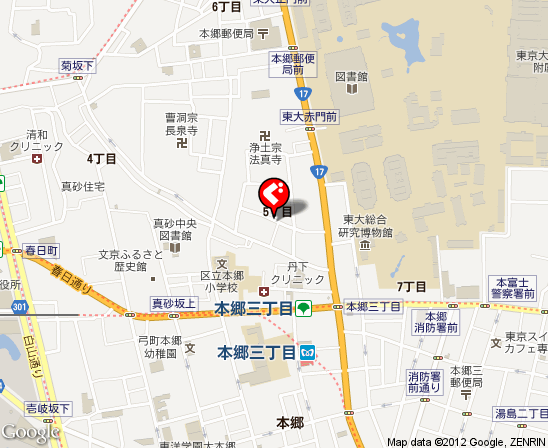 6丁目
東大正門前
本郷郵便局
菊坂下
本郷郵便
局前
図書館
東京大
附
17
東大赤門前
曹洞宗
長泉寺
清和
クリニック
4丁目
浄土宗
法真寺
17
真砂住宅
5丁目
真砂中央
図書館
東大総合
研究博物館
春日町
文京ふるさと
歴史館
春日通り
区立本郷
小学校
丹下
クリニック
7丁目
本富士
警察署前
役所
301
真砂坂上
本郷三丁目
本郷三丁目
白山通り
弓町本郷
幼稚園
本郷三丁目
本郷
消防署前
東京スイ
カフェ専
消防署
前通り
本郷三
郵便局
壱岐坂下
湯島二丁目
本郷
東洋学園大本郷
Google
Map data ©2012 Google, ZENRIN